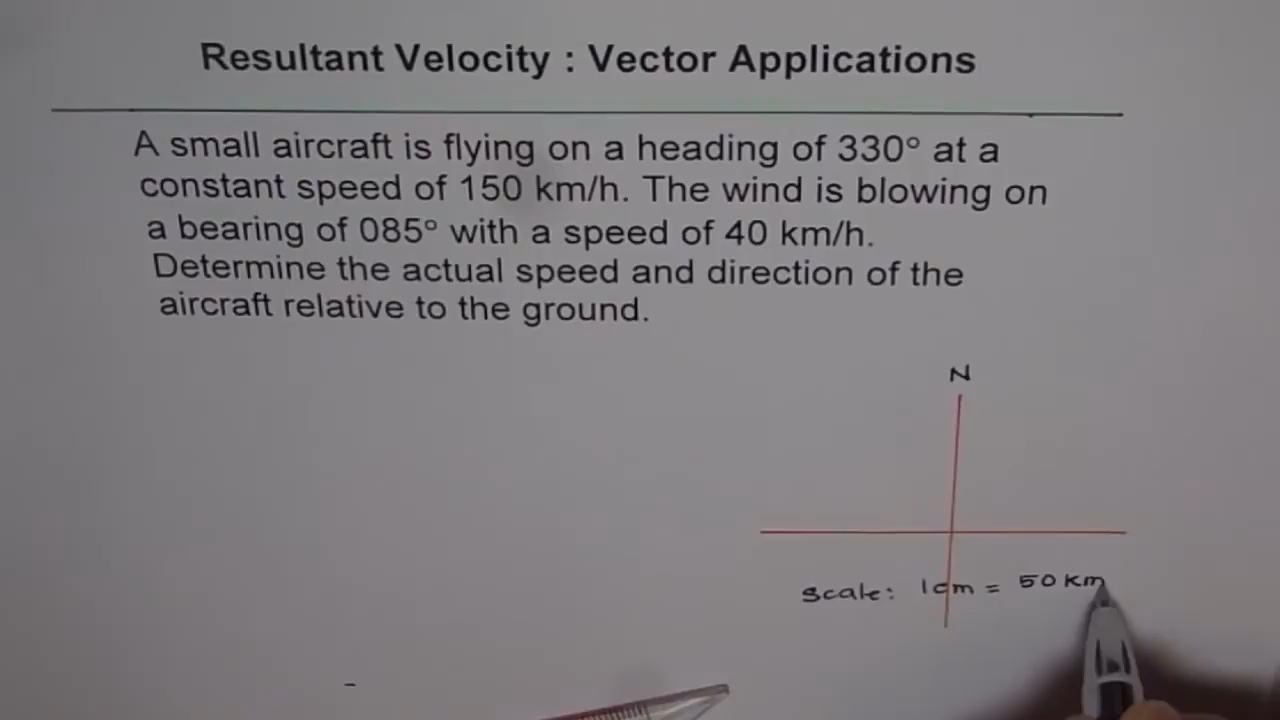 Resultant Velocity : Vector Applications
A small aircraft is flying on a heading of 330° at a
constant speed of 150 km/h. The wind is blowing on
a bearing of 085° with a speed of 40 km/h.
Determine the actual speed and direction of the
aircraft relative to the ground.
N
Scale: 1cm = 50 km